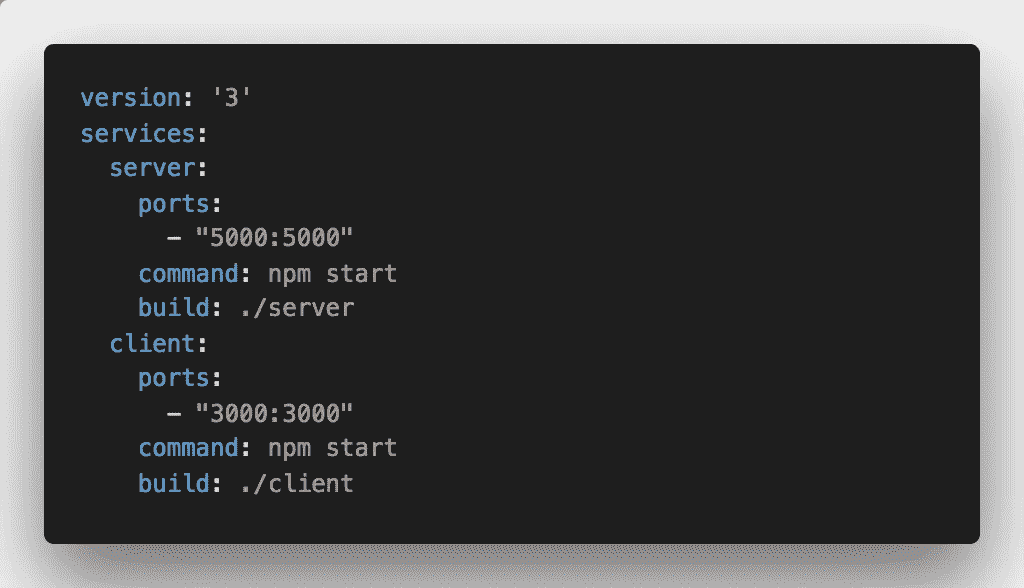 version: '3'
services:
  server:
    ports:
      - "5000:5000"
    command: npm start
    build: ./server
  client:
    ports:
      - "3000:3000"
    command: npm start
    build: ./client